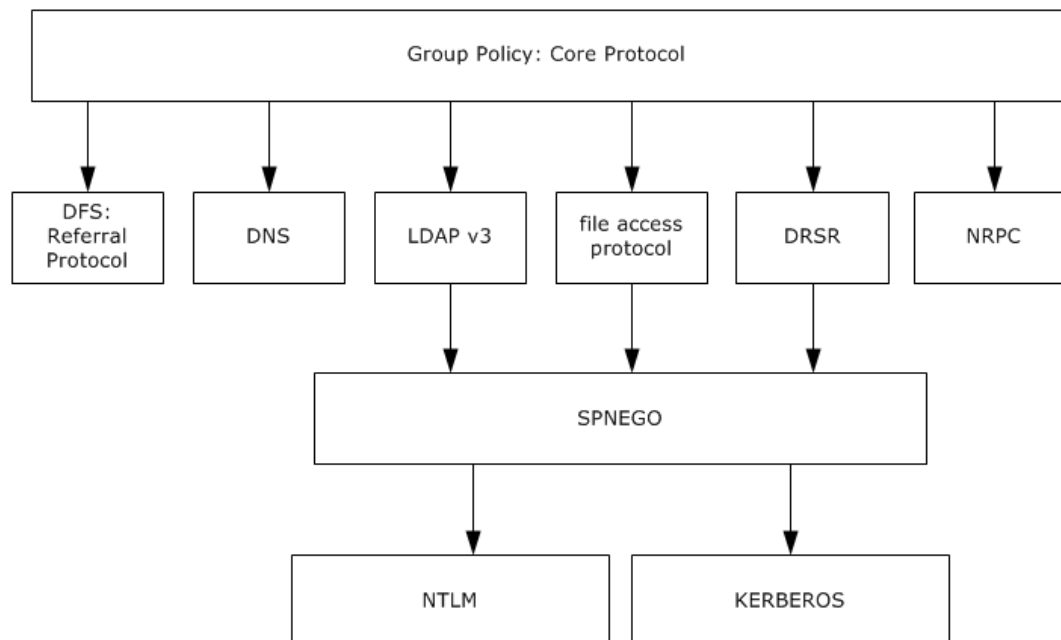 Group Policy: Core Protocol
DFS:
Referral
Protocol
DNS
LDAP v3
file access
protocol
DRSR
NRPC
SPNEGO
NTLM
KERBEROS